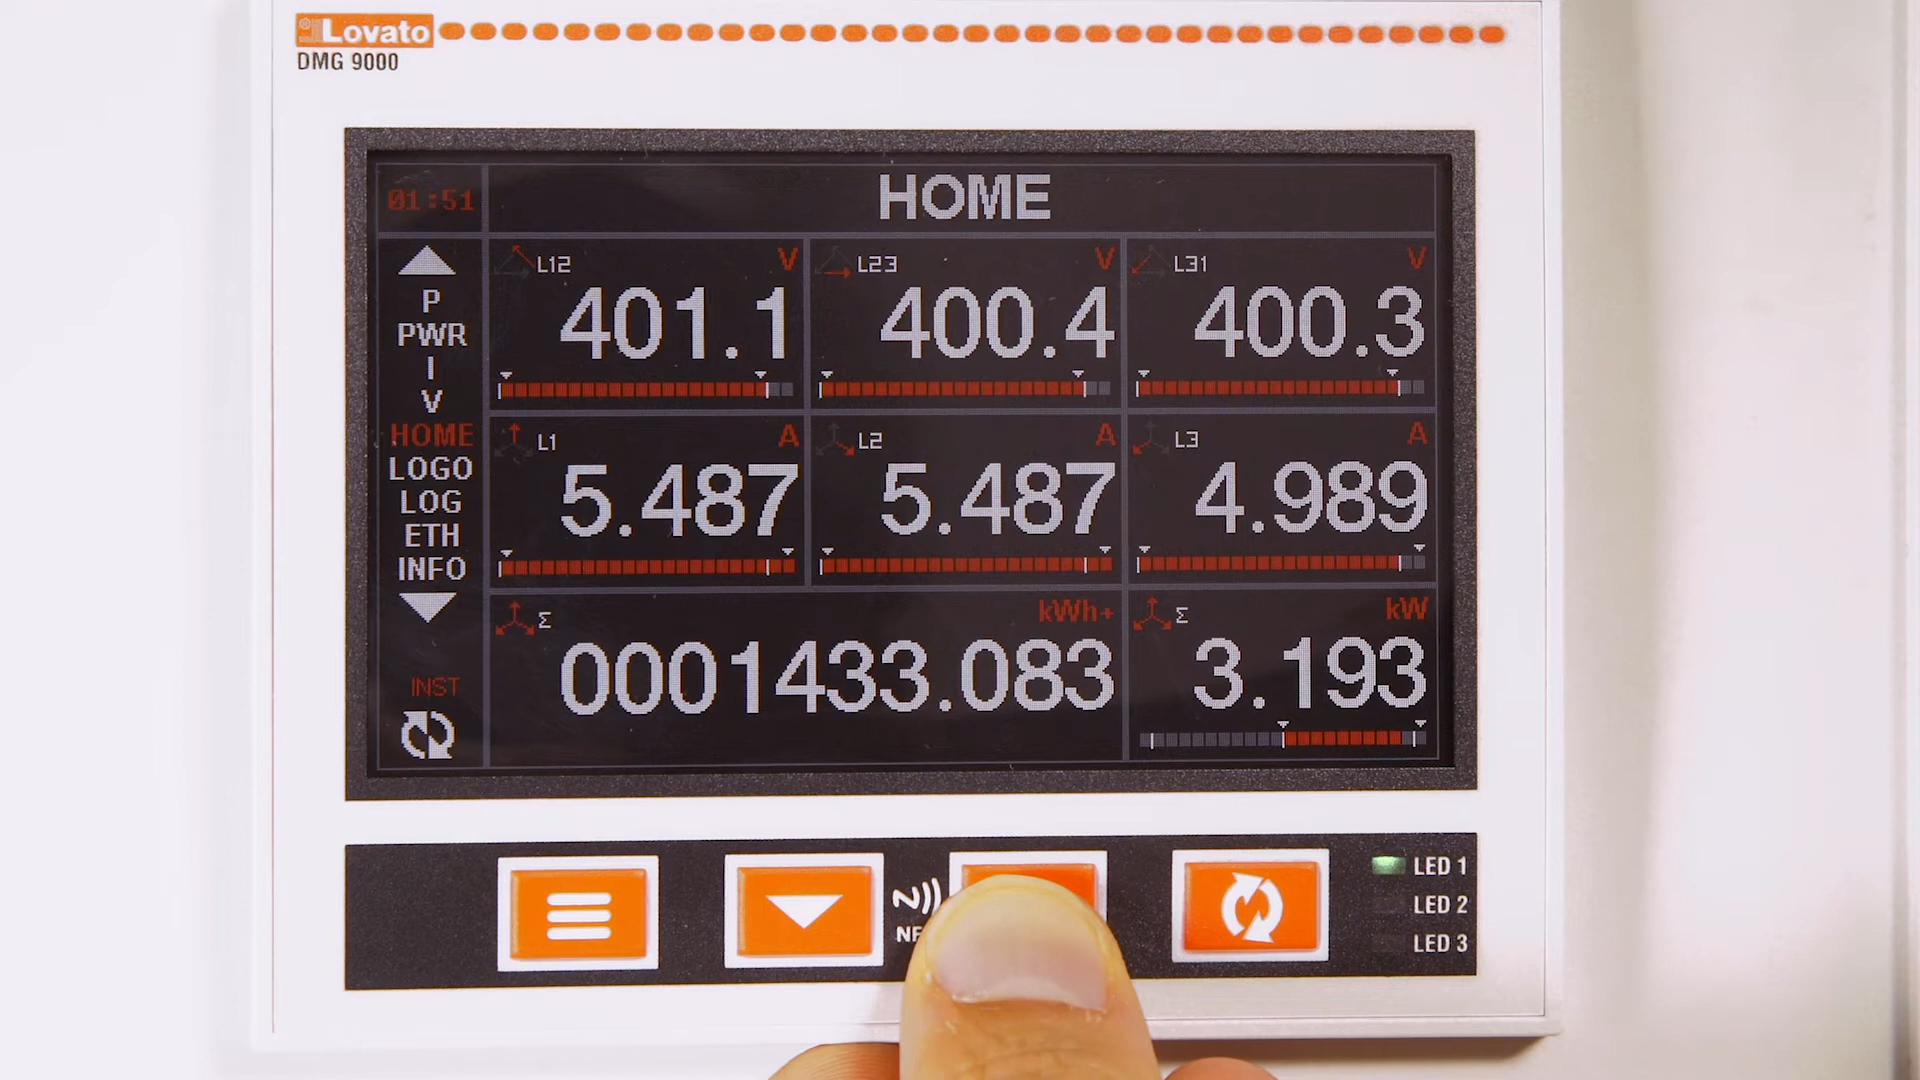 Lovato
DMG 9000
01:51
HOME
P
PWR
I
V
HOME
LOGO
LOG
ETH
INFO
INST
L12 V
401.1
L23 V
400.4
L31 V
400.3
L1 A
5.487
L2 A
5.487
L3 A
4.989
Σ kWh+
0001433.083
Σ kW
3.193
LED 1
LED 2
LED 3